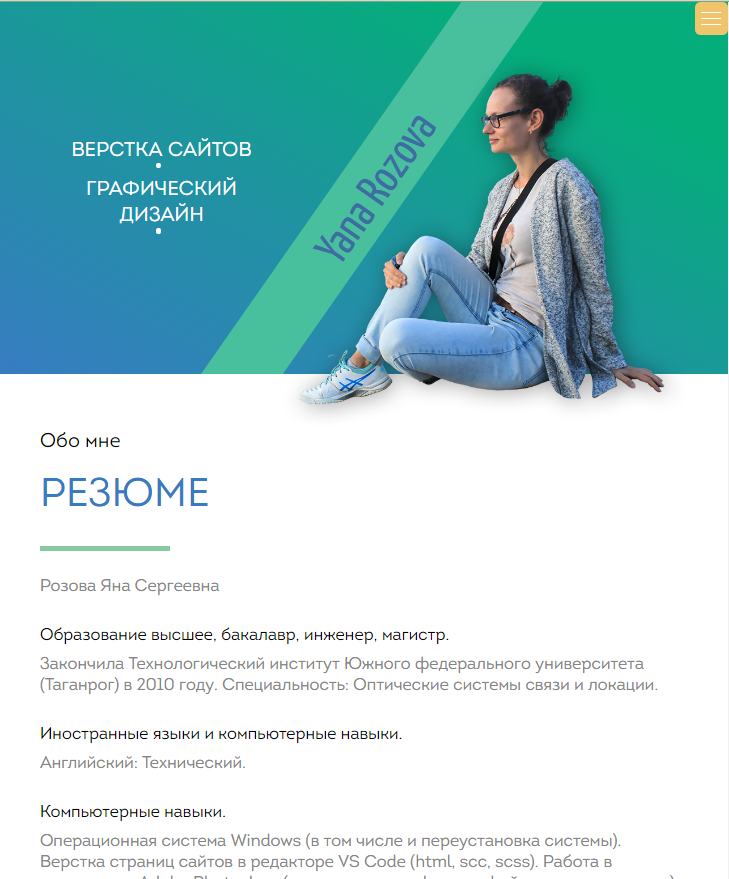 ВЕРСТКА САЙТОВ
ГРАФИЧЕСКИЙ
ДИЗАЙН
Yana Rozova
Обо мне
РЕЗЮМЕ
Розова Яна Сергеевна
Образование высшее, бакалавр, инженер, магистр.
Закончила Технологический институт Южного федерального университета
(Таганрог) в 2010 году. Специальность: Оптические системы связи и локации.
Иностранные языки и компьютерные навыки.
Английский: Технический.
Компьютерные навыки.
Операционная система Windows (в том числе и переустановка системы).
Верстка страниц сайтов в редакторе VS Code (html, scc, scss). Работа в